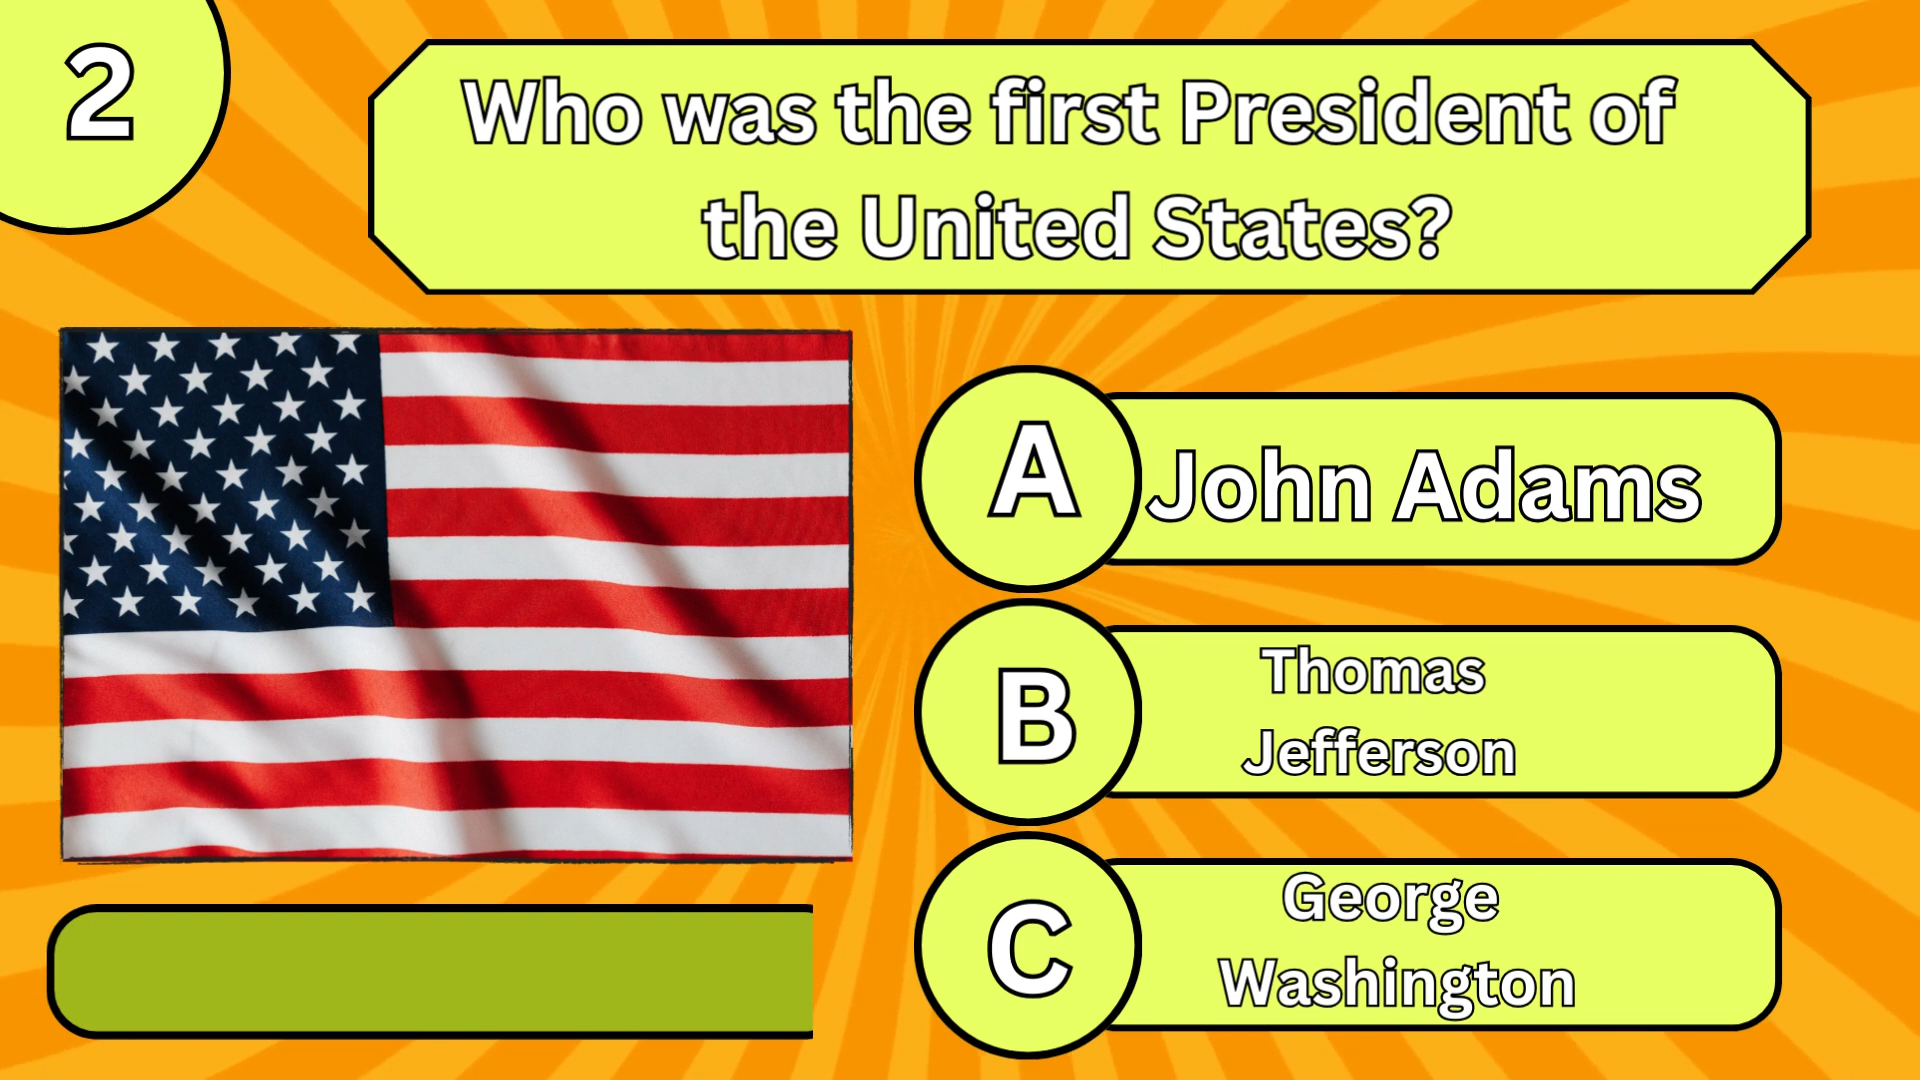 2
Who was the first President of
the United States?
A
John Adams
B
Thomas
Jefferson
C
George
Washington